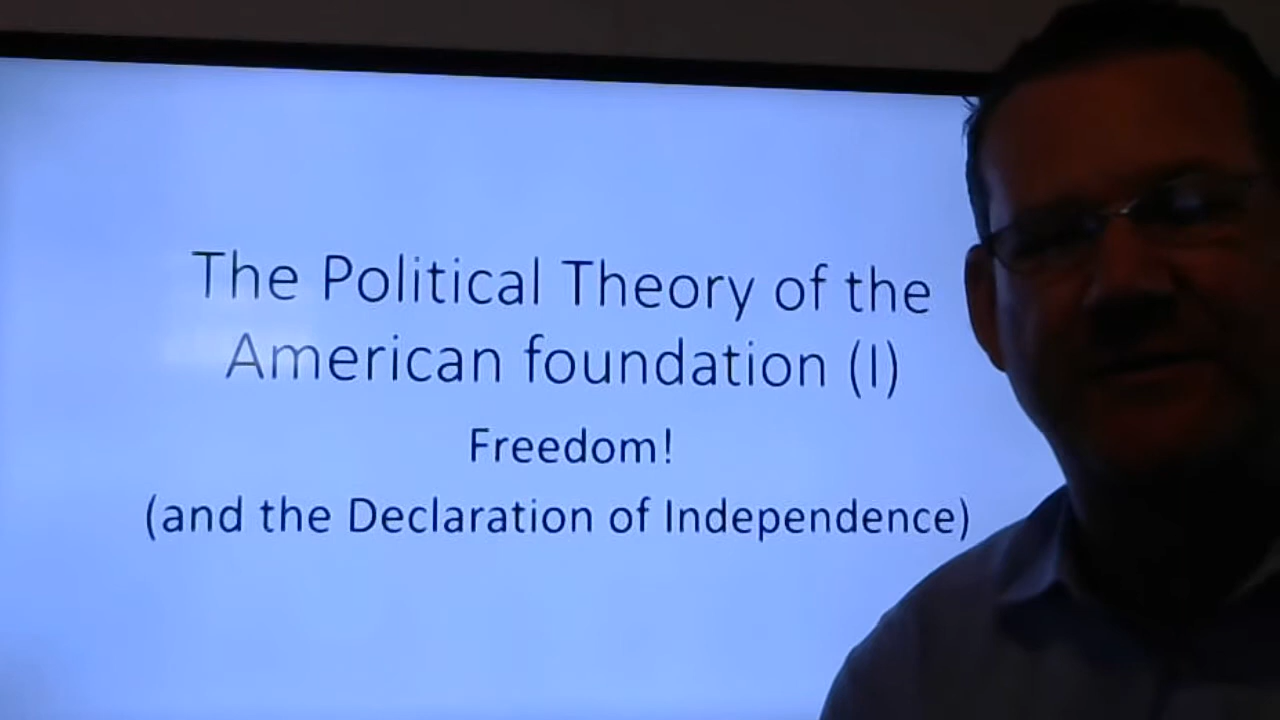 The Political Theory of the
American foundation (I)
Freedom!
(and the Declaration of Independence)